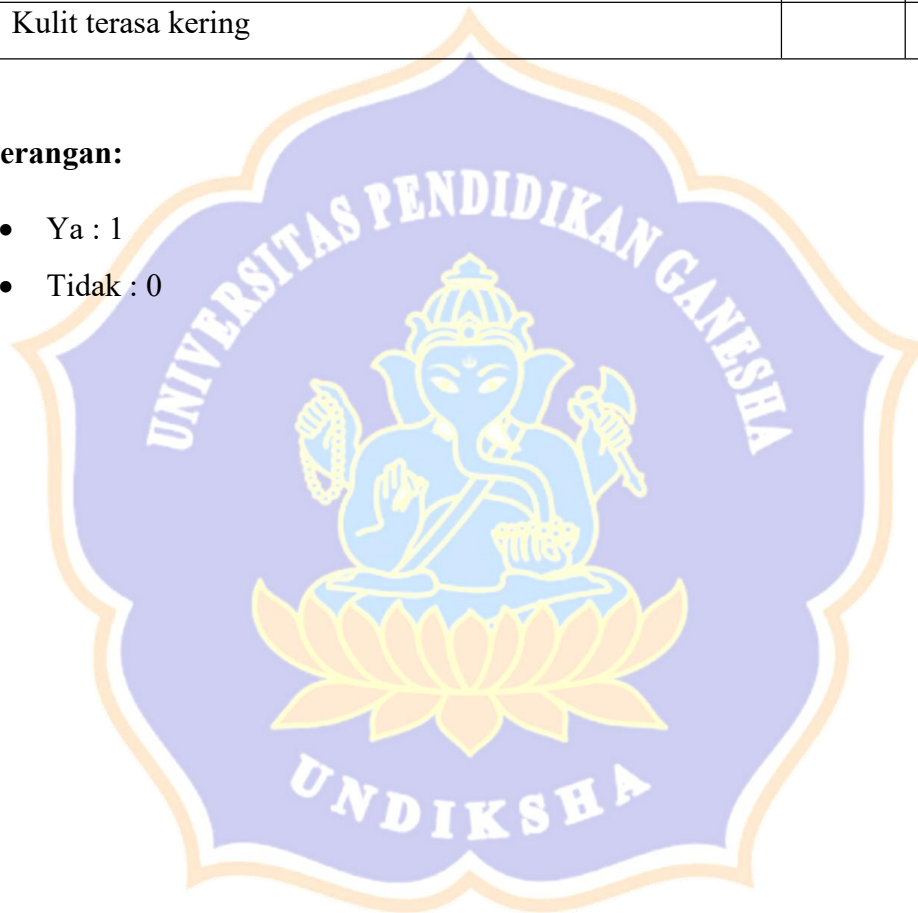 Kulit terasa kering
erangan:
• Ya : 1
• Tidak : 0
UNIVERSITAS PENDIDIKAN GANESHA
UNDIKSHA